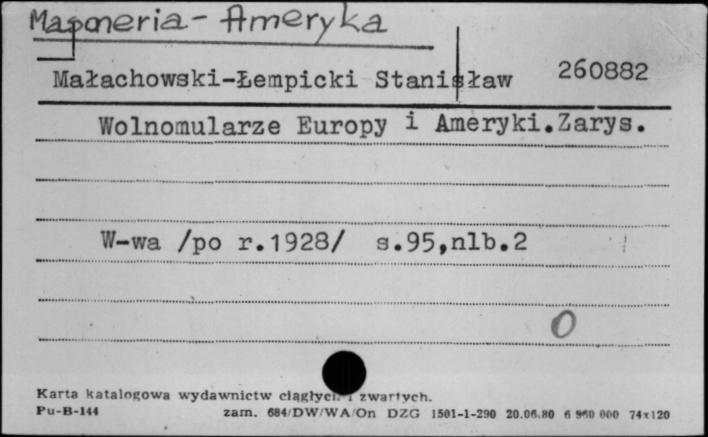 Masoneria - Ameryka
Małachowski-Łempicki Stanisław 260882
Wolnomularze Europy i Ameryki.Zarys.
W-wa /po r.1928/ s.95,nlb.2
0
Karta katalogowa wydawnictw ciągłych i zwartych.
Pu-B-144 zam. 684/DW/WA/On DZG 1501-1-290 20.06.80 6 960 000 74x120